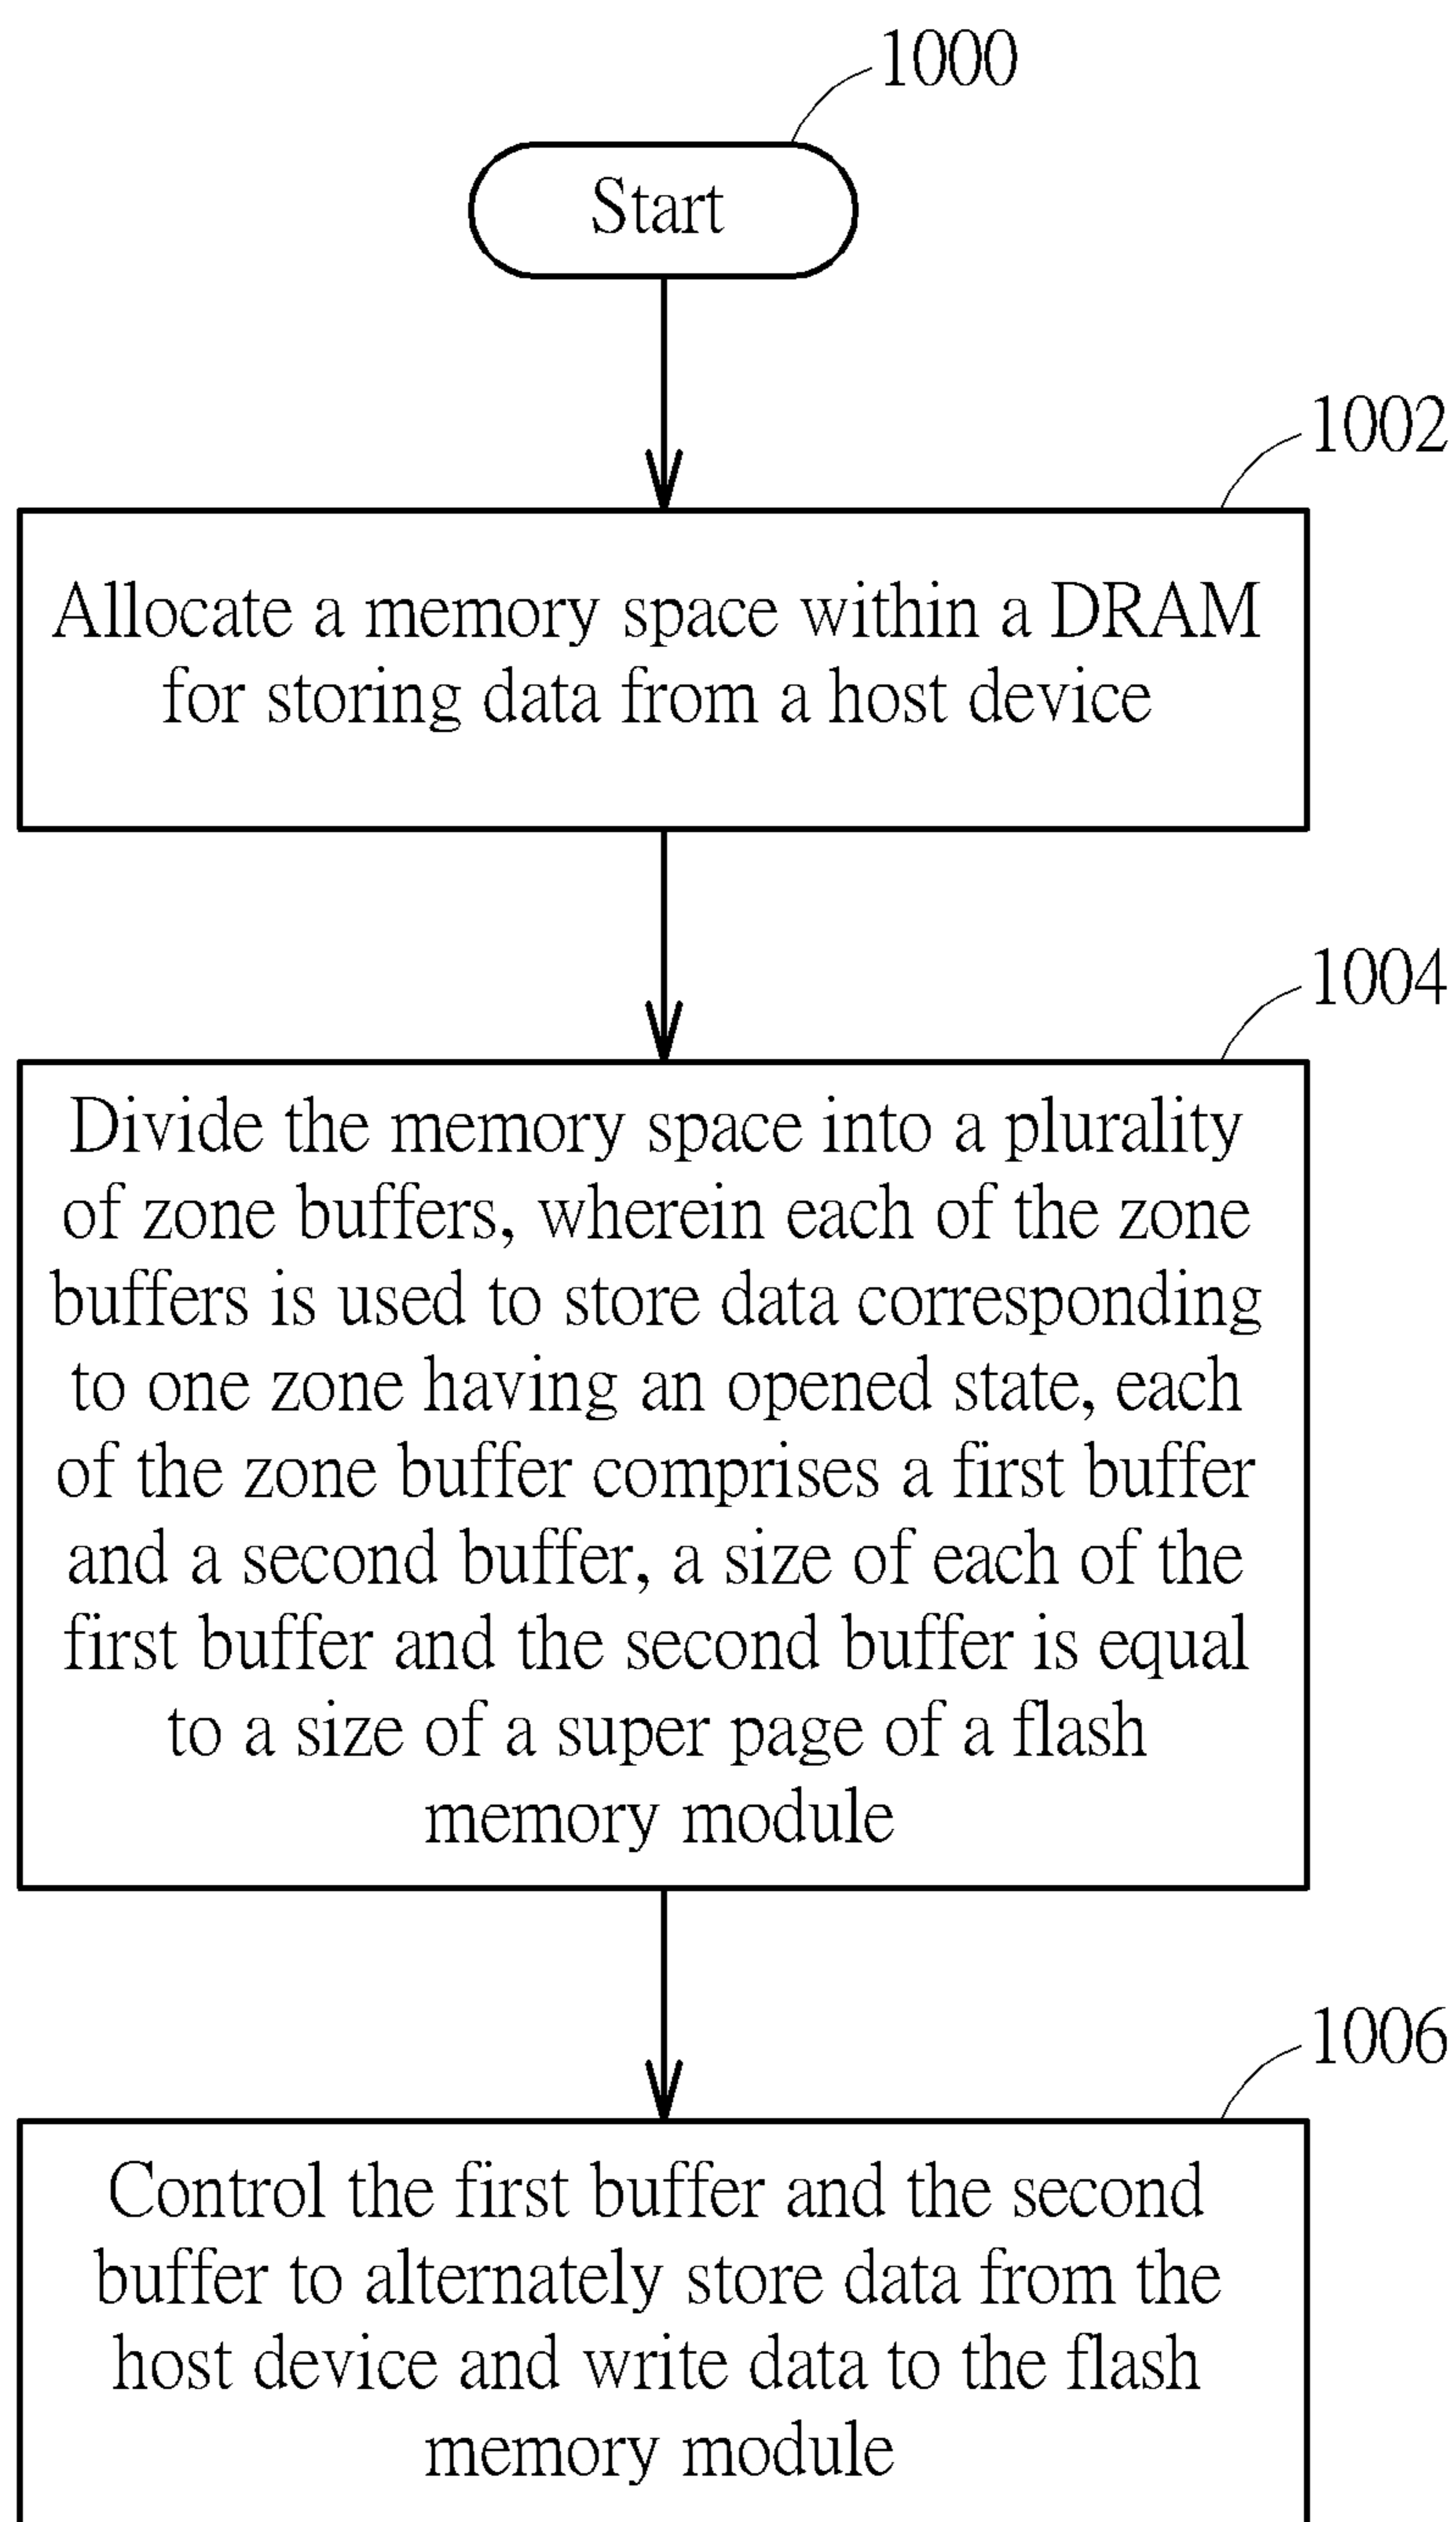 1000
Start
1002
Allocate a memory space within a DRAM
for storing data from a host device
1004
Divide the memory space into a plurality
of zone buffers, wherein each of the zone
buffers is used to store data corresponding
to one zone having an opened state, each
of the zone buffer comprises a first buffer
and a second buffer, a size of each of the
first buffer and the second buffer is equal
to a size of a super page of a flash
memory module
1006
Control the first buffer and the second
buffer to alternately store data from the
host device and write data to the flash
memory module